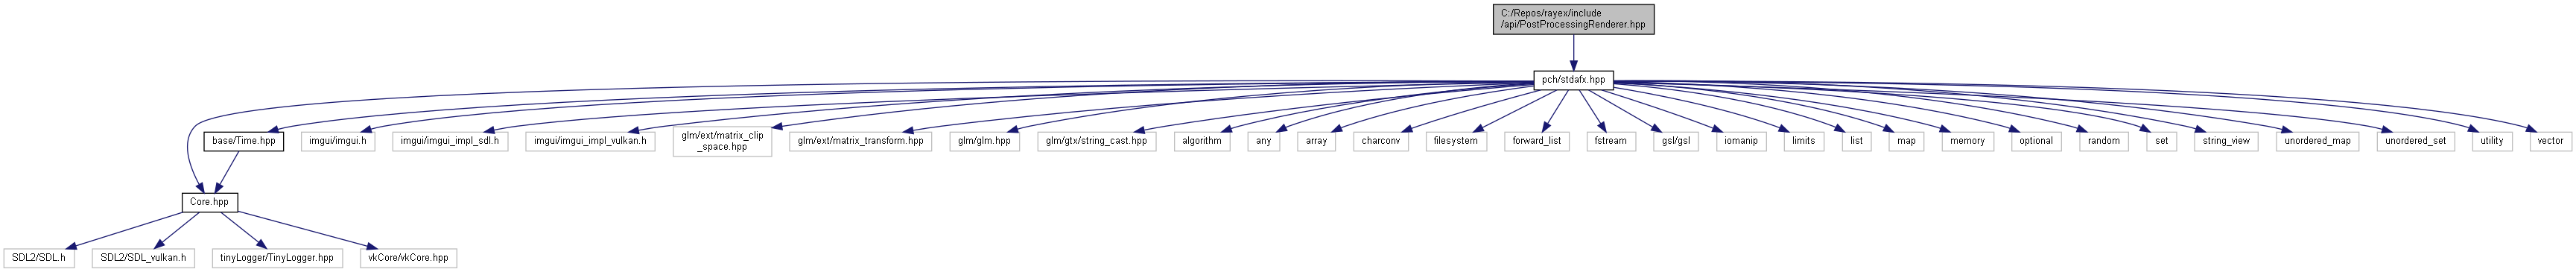 C:/Repos/rayex/include
/api/PostProcessingRenderer.hpp
pch/stdafx.hpp
base/Time.hpp
imgui/imgui.h
imgui/imgui_impl_sdl.h
imgui/imgui_impl_vulkan.h
glm/ext/matrix_clip
_space.hpp
glm/ext/matrix_transform.hpp
glm/glm.hpp
glm/gtx/string_cast.hpp
algorithm
any
array
charconv
filesystem
forward_list
fstream
gsl/gsl
iomanip
limits
list
map
memory
optional
random
set
string_view
unordered_map
unordered_set
utility
vector
Core.hpp
SDL2/SDL.h
SDL2/SDL_vulkan.h
tinyLogger/TinyLogger.hpp
vkCore/vkCore.hpp